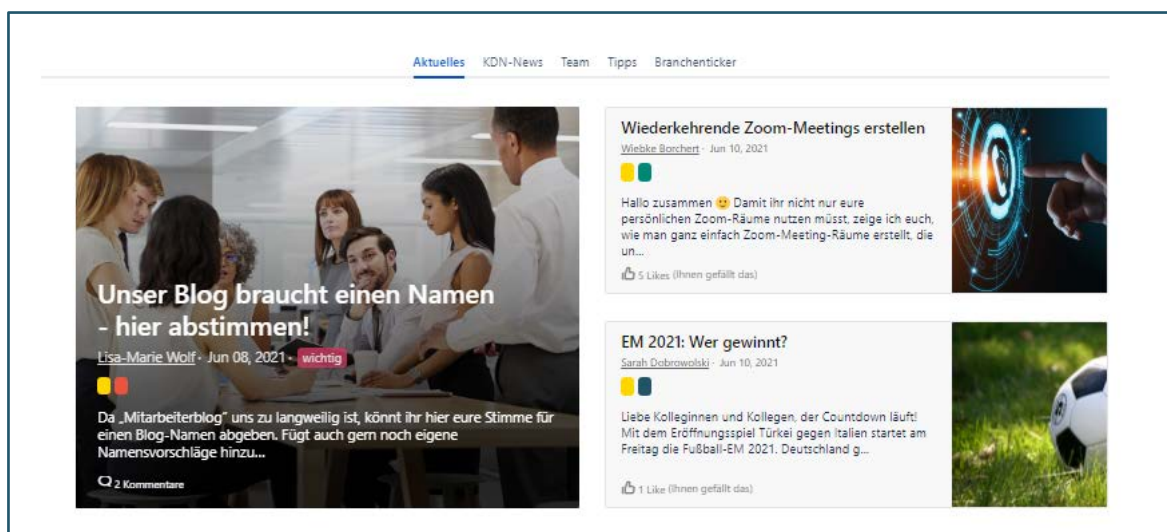 Aktuelles KDN-News Team Tipps Branchenticker
Unser Blog braucht einen Namen
- hier abstimmen!
Lisa-Marie Wolf · Jun 08, 2021 · wichtig
Da „Mitarbeiterblog" uns zu langweilig ist, könnt ihr hier eure Stimme für
einen Blog-Namen abgeben. Fügt auch gern noch eigene
Namensvorschläge hinzu...
2 Kommentare
Wiederkehrende Zoom-Meetings erstellen
Wiebke Borchert · Jun 10, 2021
Hallo zusammen 🙂 Damit ihr nicht nur eure
persönlichen Zoom-Räume nutzen müsst, zeige ich euch,
wie man ganz einfach Zoom-Meeting-Räume erstellt, die
un...
5 Likes (Ihnen gefällt das)
EM 2021: Wer gewinnt?
Sarah Dobrowolski · Jun 10, 2021
Liebe Kolleginnen und Kollegen, der Countdown läuft!
Mit dem Eröffnungsspiel Türkei gegen Italien startet am
Freitag die Fußball-EM 2021. Deutschland g...
1 Like (Ihnen gefällt das)